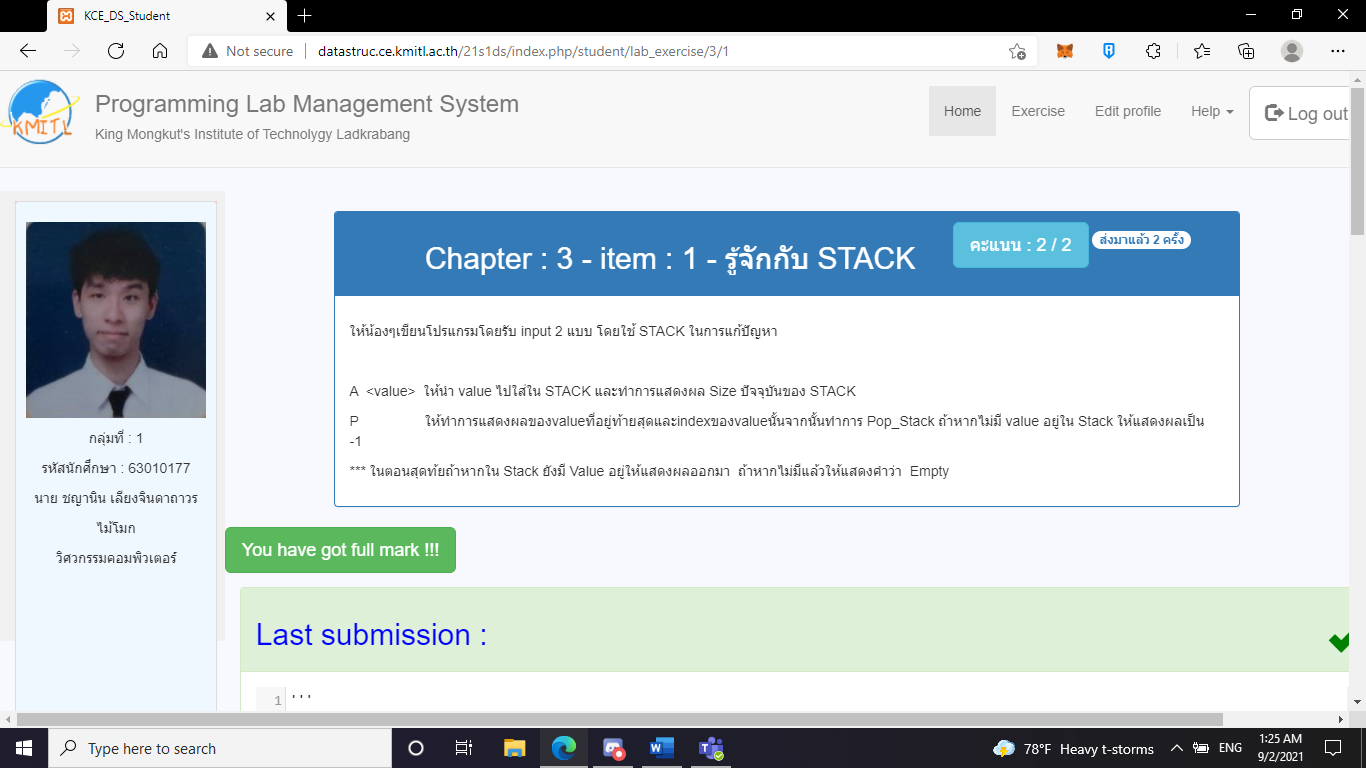 KCE_DS_Student
Not secure | datastruc.ce.kmitl.ac.th/21s1ds/index.php/student/lab_exercise/3/1
KMITL
Programming Lab Management System
King Mongkut's Institute of Technolygy Ladkrabang
Home Exercise Edit profile Help Log out
Chapter : 3 - item : 1 - รู้จักกับ STACK
คะแนน : 2 / 2
ส่งมาแล้ว 2 ครั้ง
ให้น้องๆเขียนโปรแกรมโดยรับ input 2 แบบ โดยใช้ STACK ในการแก้ปัญหา
A <value> ให้นำ value ไปใส่ใน STACK และทำการแสดงผล Size ปัจจุบันของ STACK
P ให้ทำการแสดงผลของvalueที่อยู่ท้ายสุดและindexของvalueนั้นจากนั้นทำการ Pop_Stack ถ้าหากไม่มี value อยู่ใน Stack ให้แสดงผลเป็น
-1
*** ในตอนสุดท้ยถ้าหากใน Stack ยังมี Value อยู่ให้แสดงผลออกมา ถ้าหากไม่มีแล้วให้แสดงคำว่า Empty
กลุ่มที่ : 1
รหัสนักศึกษา : 63010177
นาย ชญานิน เลียงจินดาถาวร
ไม้โมก
วิศวกรรมคอมพิวเตอร์
You have got full mark !!!
Last submission :
1 '''
Type here to search
78°F Heavy t-storms
ENG
1:25 AM
9/2/2021